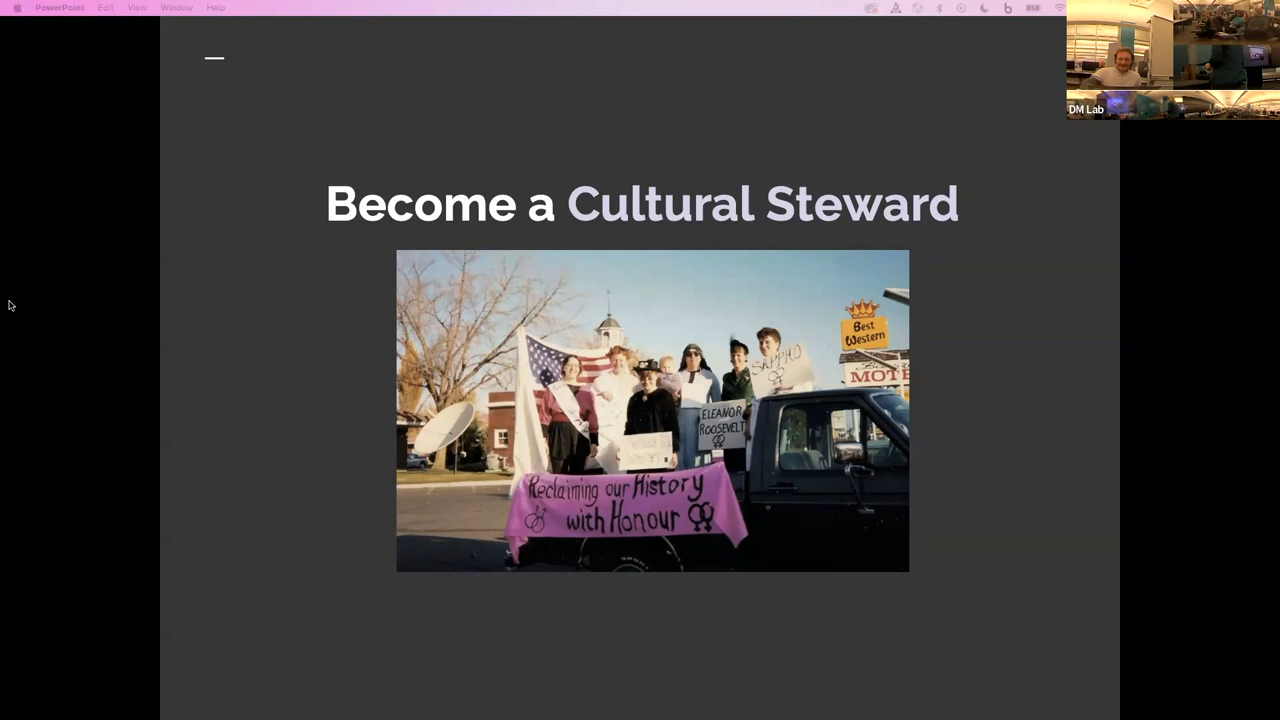 PowerPoint Edit View Window Help
DM Lab
Become a Cultural Steward
Best
Western
MOTE
SAPPHO
ELEANOR
ROOSEVELT
Reclaiming our History
with Honour